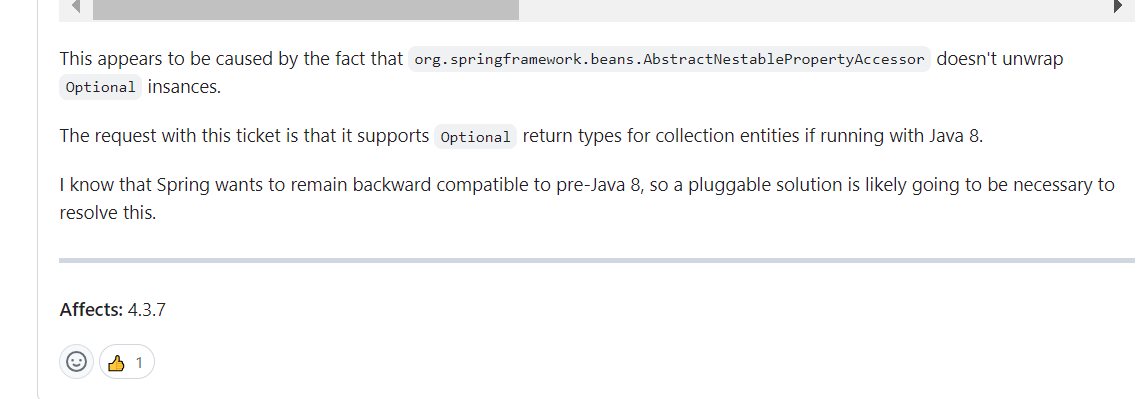 This appears to be caused by the fact that org.springframework.beans.AbstractNestablePropertyAccessor doesn't unwrap
Optional insances.
The request with this ticket is that it supports Optional return types for collection entities if running with Java 8.
I know that Spring wants to remain backward compatible to pre-Java 8, so a pluggable solution is likely going to be necessary to
resolve this.
Affects: 4.3.7
👍 1